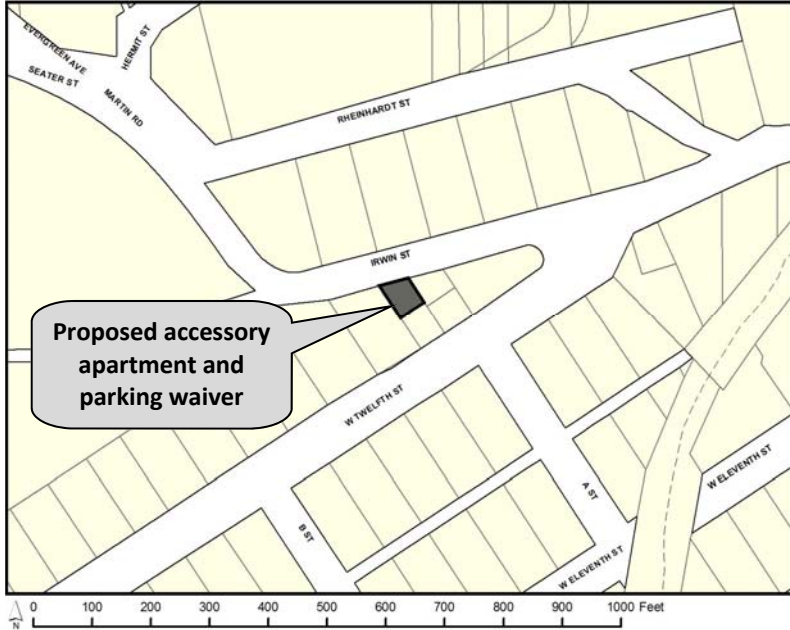 EVERGREEN AVE
HERMIT ST
SEATER ST
MARTIN RD
RHEINHARDT ST
IRWIN ST
Proposed accessory
apartment and
parking waiver
W TWELFTH ST
A ST
W ELEVENTH ST
B ST
W ELEVENTH ST
N
0 100 200 300 400 500 600 700 800 900 1000 Feet